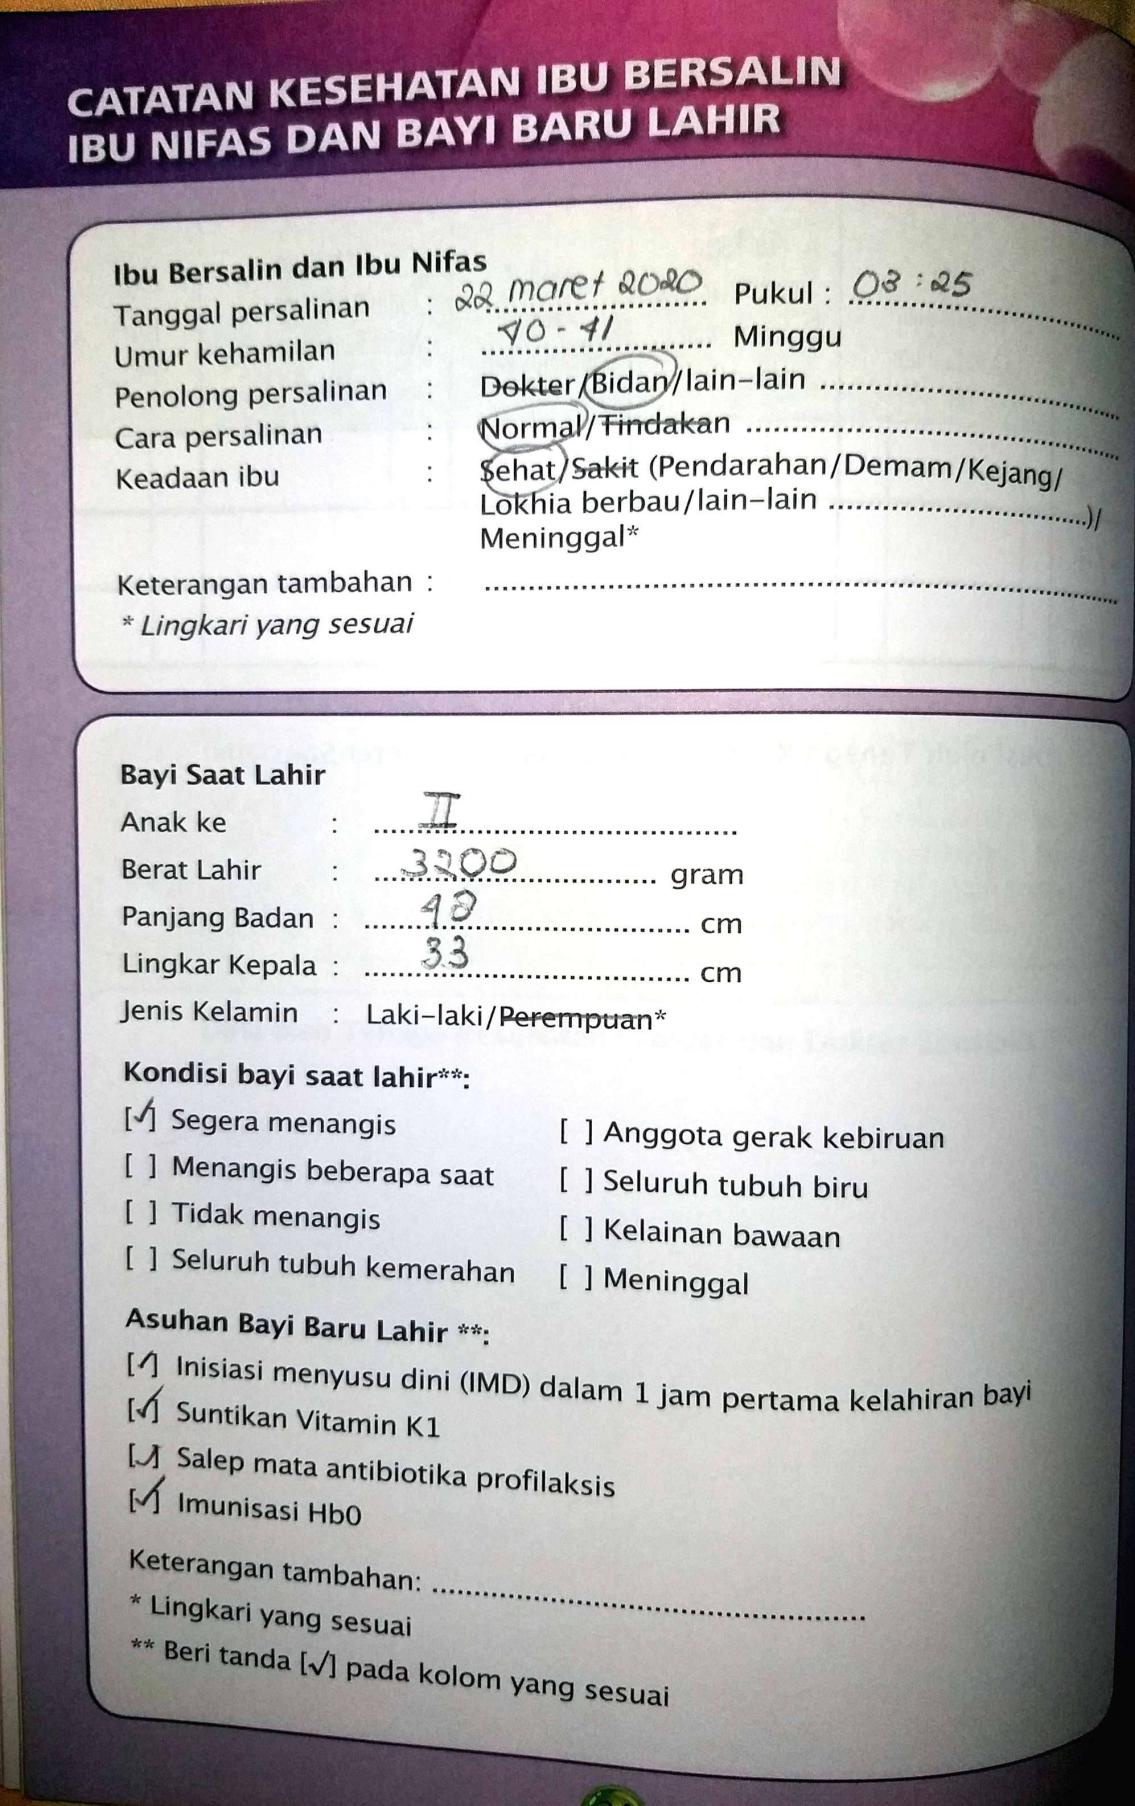 CATATAN KESEHATAN IBU BERSALIN
IBU NIFAS DAN BAYI BARU LAHIR
Ibu Bersalin dan Ibu Nifas
Tanggal persalinan : 22 maret 2020 Pukul : 03 : 25
Umur kehamilan : 40 - 41 Minggu
Penolong persalinan : Dokter/Bidan/lain-lain
Cara persalinan : Normal/Tindakan
Keadaan ibu : Sehat/Sakit (Pendarahan/Demam/Kejang/
Lokhia berbau/lain-lain ..........)/
Meninggal*
Keterangan tambahan :
* Lingkari yang sesuai
Bayi Saat Lahir
Anak ke : II
Berat Lahir : 3200 gram
Panjang Badan : 48 cm
Lingkar Kepala : 33 cm
Jenis Kelamin : Laki-laki/Perempuan*
Kondisi bayi saat lahir**:
[✓] Segera menangis [ ] Anggota gerak kebiruan
[ ] Menangis beberapa saat [ ] Seluruh tubuh biru
[ ] Tidak menangis [ ] Kelainan bawaan
[ ] Seluruh tubuh kemerahan [ ] Meninggal
Asuhan Bayi Baru Lahir **:
[✓] Inisiasi menyusu dini (IMD) dalam 1 jam pertama kelahiran bayi
[✓] Suntikan Vitamin K1
[✓] Salep mata antibiotika profilaksis
[✓] Imunisasi Hb0
Keterangan tambahan:
* Lingkari yang sesuai
** Beri tanda [✓] pada kolom yang sesuai